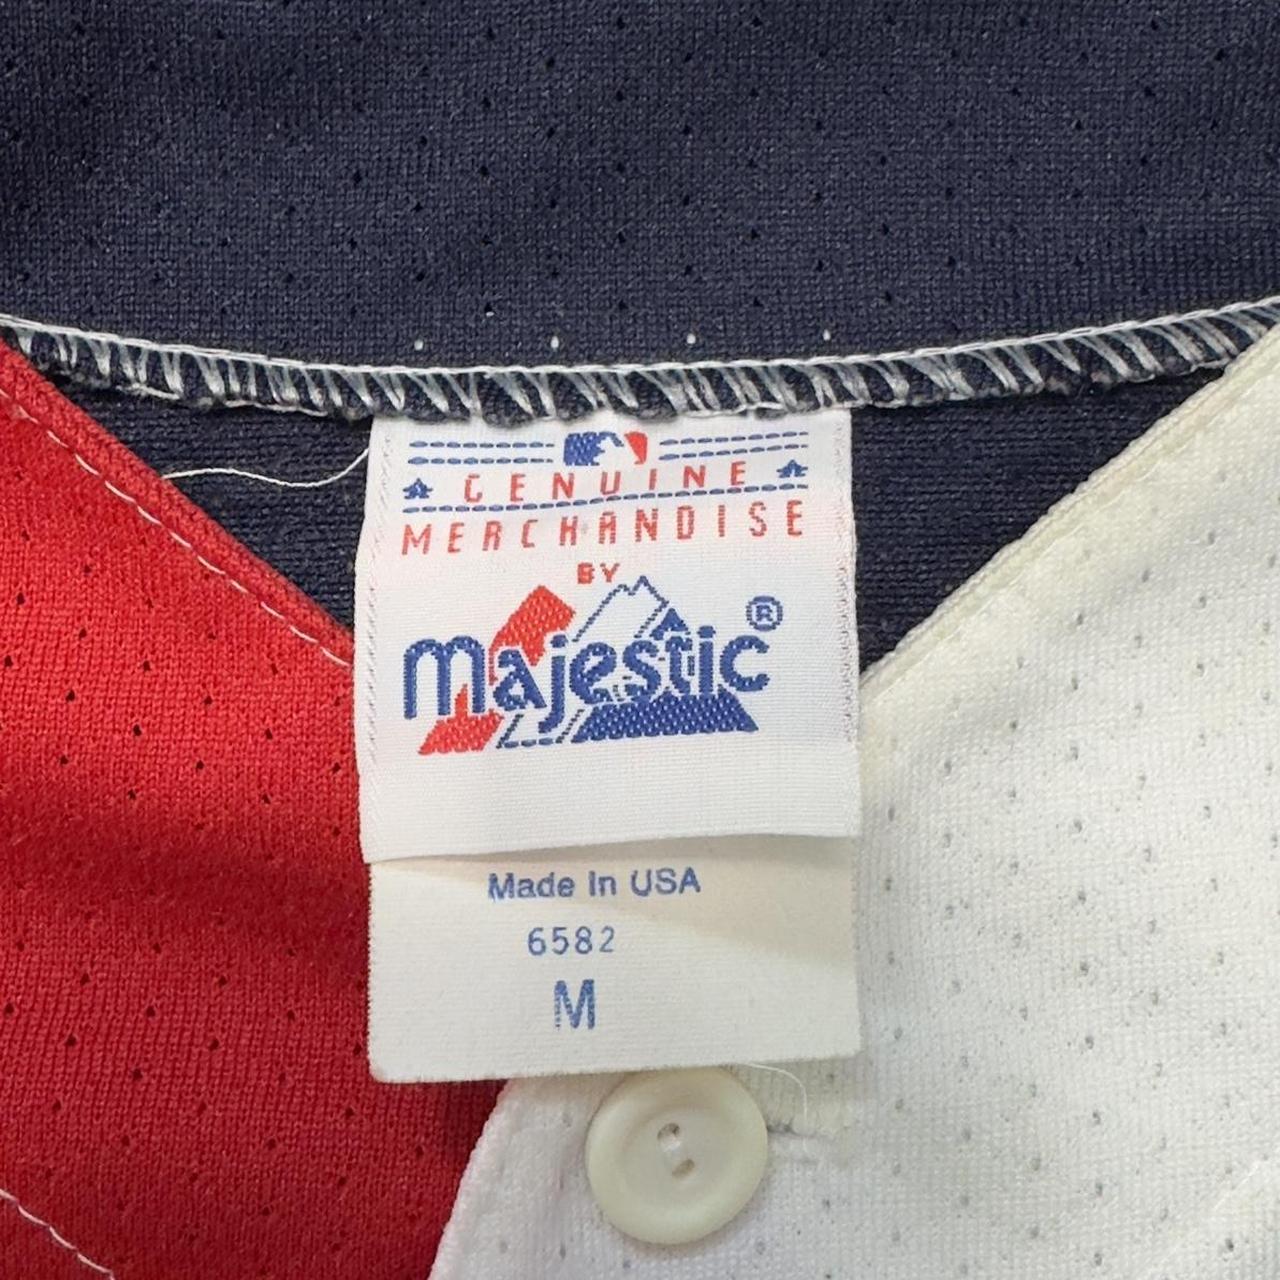 GENUINE
MERCHANDISE
BY
Majestic®
Made In USA
6582
M